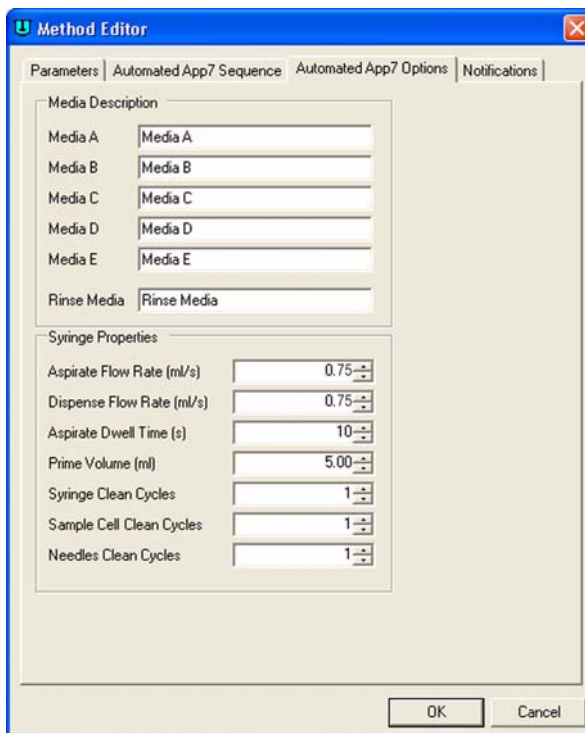 Method Editor
Parameters Automated App7 Sequence Automated App7 Options Notifications
Media Description
Media A Media A
Media B Media B
Media C Media C
Media D Media D
Media E Media E
Rinse Media Rinse Media
Syringe Properties
Aspirate Flow Rate (ml/s) 0.75
Dispense Flow Rate (ml/s) 0.75
Aspirate Dwell Time (s) 10
Prime Volume (ml) 5.00
Syringe Clean Cycles 1
Sample Cell Clean Cycles 1
Needles Clean Cycles 1
OK Cancel